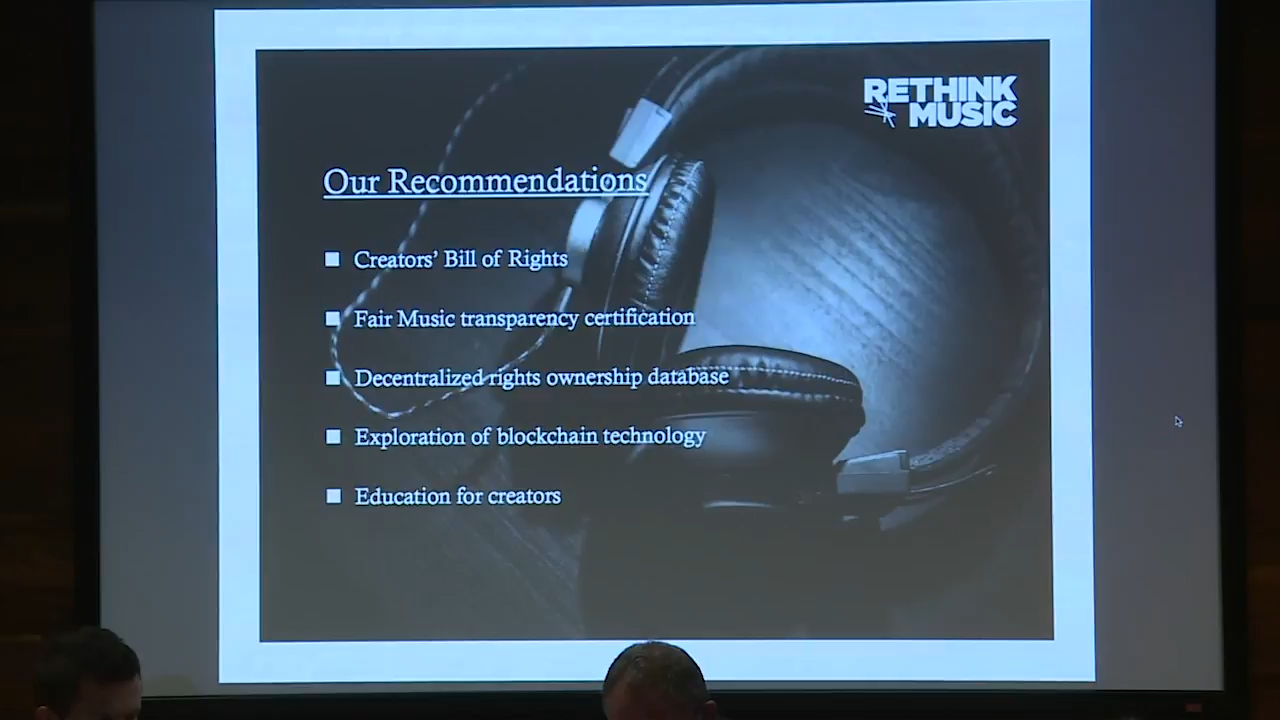 RETHINK
MUSIC
Our Recommendations
Creators’ Bill of Rights
Fair Music transparency certification
Decentralized rights ownership database
Exploration of blockchain technology
Education for creators